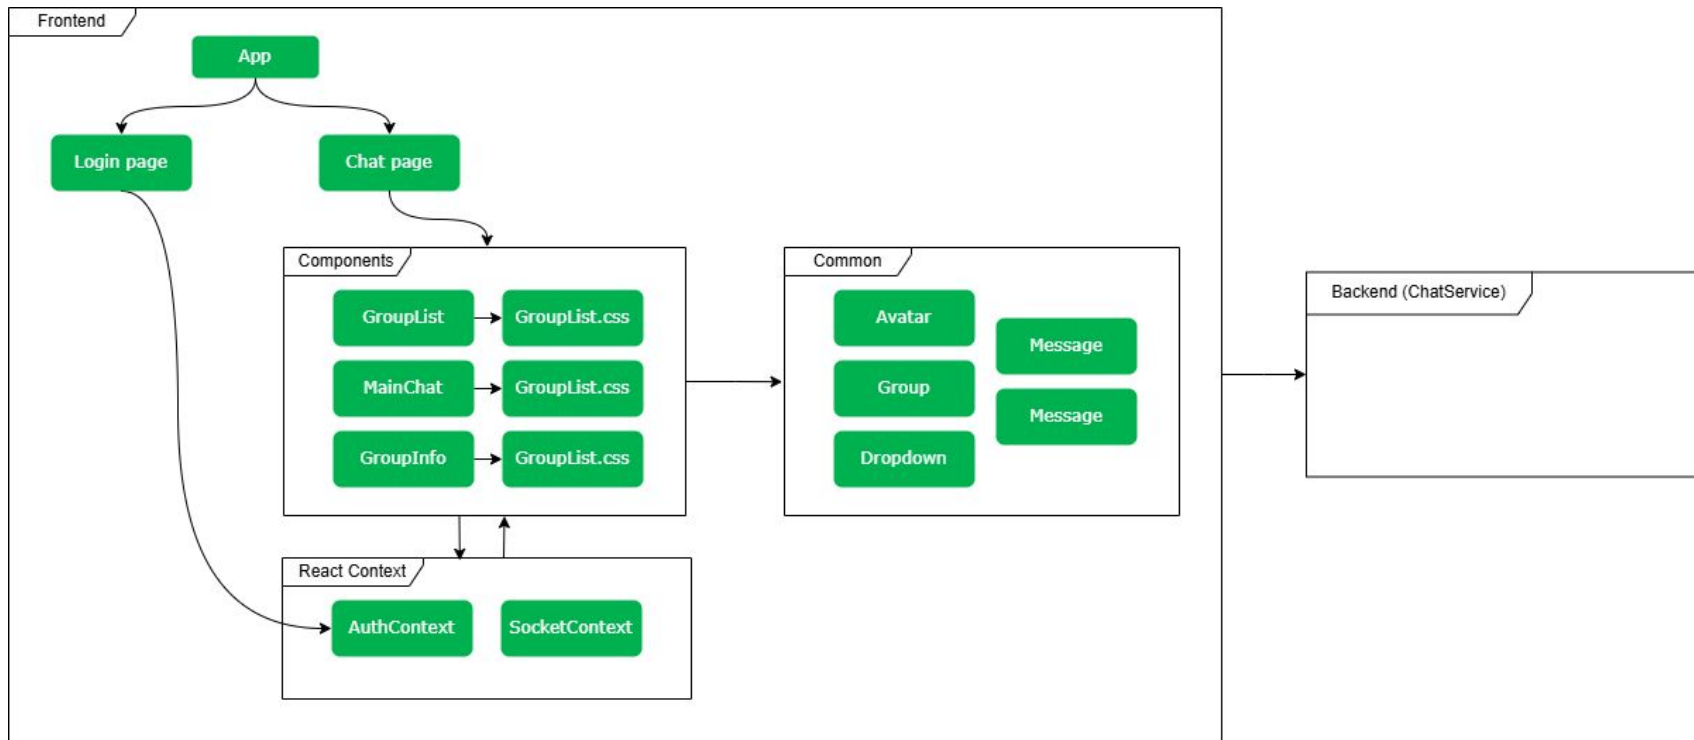 Frontend
App
Login page
Chat page
Components
GroupList
GroupList.css
MainChat
GroupList.css
GroupInfo
GroupList.css
Common
Avatar
Message
Group
Message
Dropdown
Backend (ChatService)
React Context
AuthContext
SocketContext